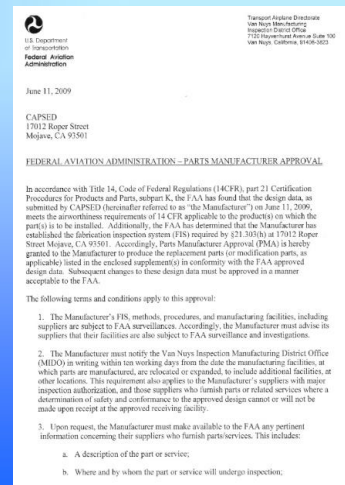 U.S. Department
of Transportation
Federal Aviation
Administration
Transport Airplane Directorate
Van Nuys Manufacturing
Inspection District Office
7120 Hayvenhurst Avenue Suite 100
Van Nuys, California, 91406-3823
June 11, 2009
CAPSED
17012 Roper Street
Mojave, CA 93501
FEDERAL AVIATION ADMINISTRATION – PARTS MANUFACTURER APPROVAL
In accordance with Title 14, Code of Federal Regulations (14CFR), part 21 Certification
Procedures for Products and Parts, subpart K, the FAA has found that the design data, as
submitted by CAPSED (hereinafter referred to as "the Manufacturer") on June 11, 2009,
meets the airworthiness requirements of 14 CFR applicable to the product(s) on which the
part(s) is to be installed. Additionally, the FAA has determined that the Manufacturer has
established the fabrication inspection system (FIS) required by §21.303(h) at 17012 Roper
Street Mojave, CA 93501. Accordingly, Parts Manufacturer Approval (PMA) is hereby
granted to the Manufacturer to produce the replacement parts (or modification parts, as
applicable) listed in the enclosed supplement(s) in conformity with the FAA approved
design data. Subsequent changes to these design data must be approved in a manner
acceptable to the FAA.
The following terms and conditions apply to this approval:
1. The Manufacturer's FIS, methods, procedures, and manufacturing facilities, including
suppliers are subject to FAA surveillances. Accordingly, the Manufacturer must advise its
suppliers that their facilities are also subject to FAA surveillance and investigations.
2. The Manufacturer must notify the Van Nuys Inspection Manufacturing District Office
(MIDO) in writing within ten working days from the date the manufacturing facilities, at
which parts are manufactured, are relocated or expanded, to include additional facilities, at
other locations. This requirement also applies to the Manufacturer's suppliers with major
inspection authorization, and those suppliers who furnish parts or related services where a
determination of safety and conformance to the approved design cannot or will not be
made upon receipt at the approved receiving facility.
3. Upon request, the Manufacturer must make available to the FAA any pertinent
information concerning their suppliers who furnish parts/services. This includes:
a. A description of the part or service;
b. Where and by whom the part or service will undergo inspection;